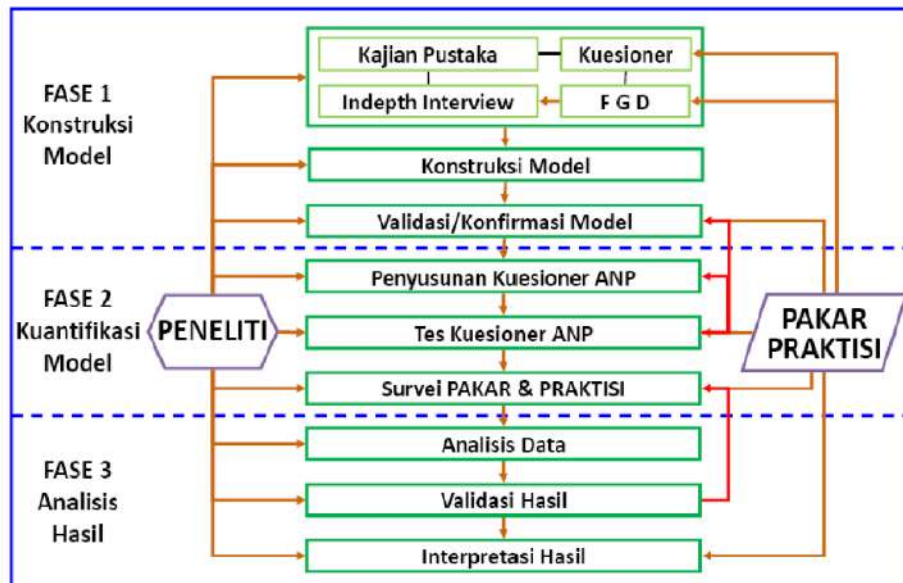 FASE 1
Konstruksi
Model
Kajian Pustaka
Kuesioner
Indepth Interview
F G D
Konstruksi Model
Validasi/Konfirmasi Model
FASE 2
Kuantifikasi
Model
PENELITI
Penyusunan Kuesioner ANP
Tes Kuesioner ANP
Survei PAKAR & PRAKTISI
PAKAR
PRAKTISI
FASE 3
Analisis
Hasil
Analisis Data
Validasi Hasil
Interpretasi Hasil